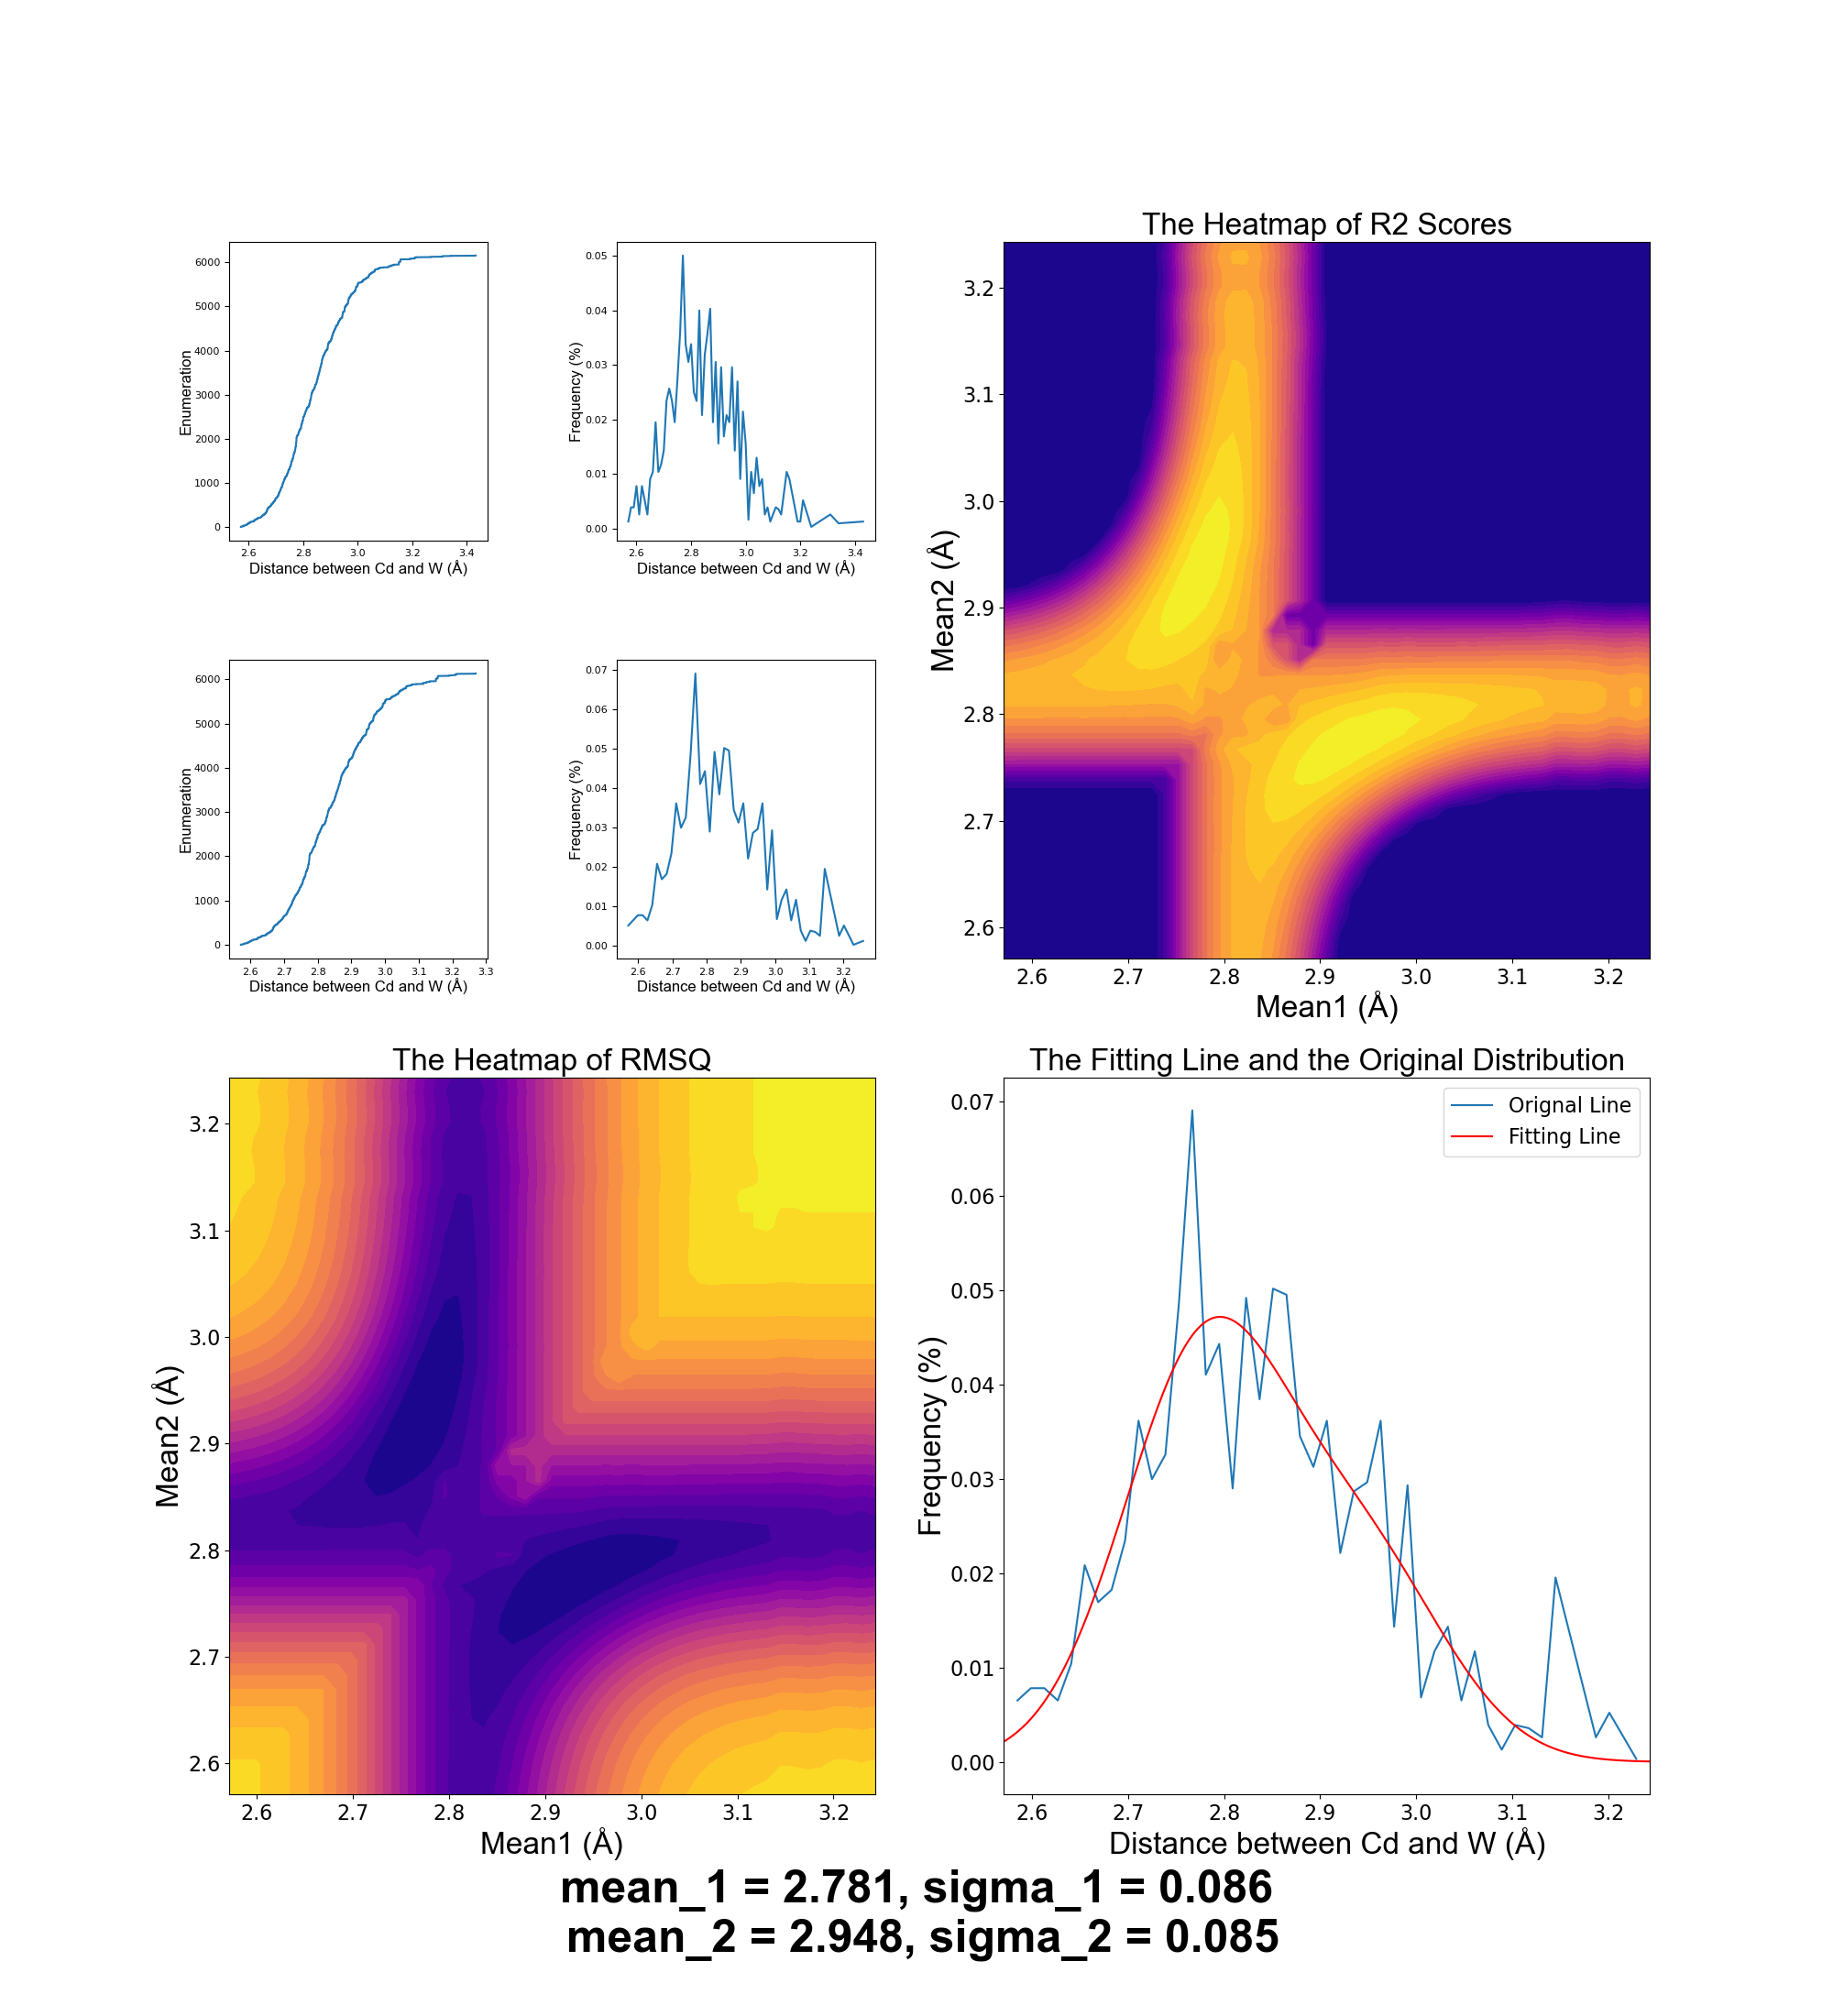 6000
5000
4000
3000
2000
1000
0
Enumeration
2.6 2.8 3.0 3.2 3.4
Distance between Cd and W (Å)
0.05
0.04
0.03
0.02
0.01
0.00
Frequency (%)
2.6 2.8 3.0 3.2 3.4
Distance between Cd and W (Å)
The Heatmap of R2 Scores
3.2
3.1
3.0
2.9
2.8
2.7
2.6
Mean2 (Å)
2.6 2.7 2.8 2.9 3.0 3.1 3.2
Mean1 (Å)
6000
5000
4000
3000
2000
1000
0
Enumeration
2.6 2.7 2.8 2.9 3.0 3.1 3.2 3.3
Distance between Cd and W (Å)
0.07
0.06
0.05
0.04
0.03
0.02
0.01
0.00
Frequency (%)
2.6 2.7 2.8 2.9 3.0 3.1 3.2
Distance between Cd and W (Å)
The Heatmap of RMSQ
3.2
3.1
3.0
2.9
2.8
2.7
2.6
Mean2 (Å)
2.6 2.7 2.8 2.9 3.0 3.1 3.2
Mean1 (Å)
The Fitting Line and the Original Distribution
Orignal Line
Fitting Line
0.07
0.06
0.05
0.04
0.03
0.02
0.01
0.00
Frequency (%)
2.6 2.7 2.8 2.9 3.0 3.1 3.2
Distance between Cd and W (Å)
mean_1 = 2.781, sigma_1 = 0.086
mean_2 = 2.948, sigma_2 = 0.085